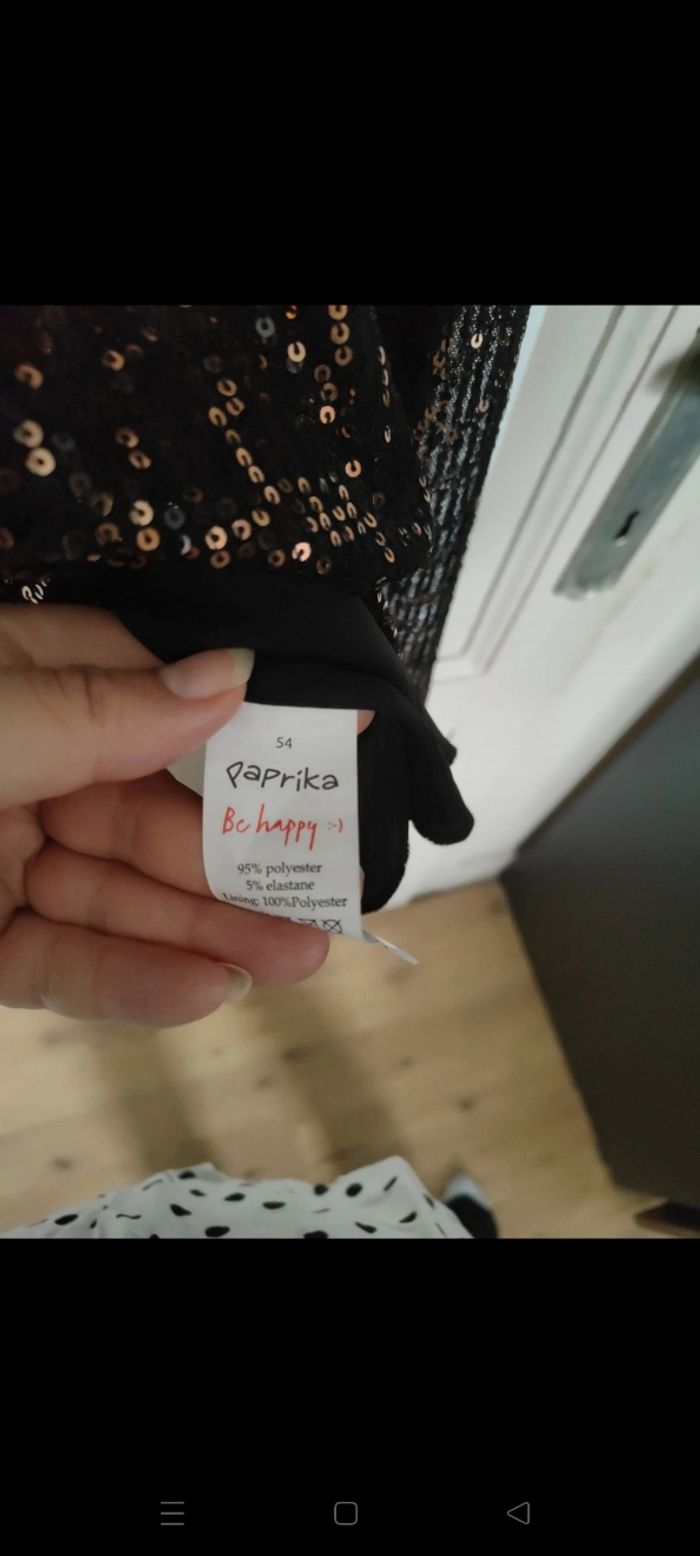 54
Paprika
Be happy :-)
95% polyester
5% elastane
Lining: 100%Polyester